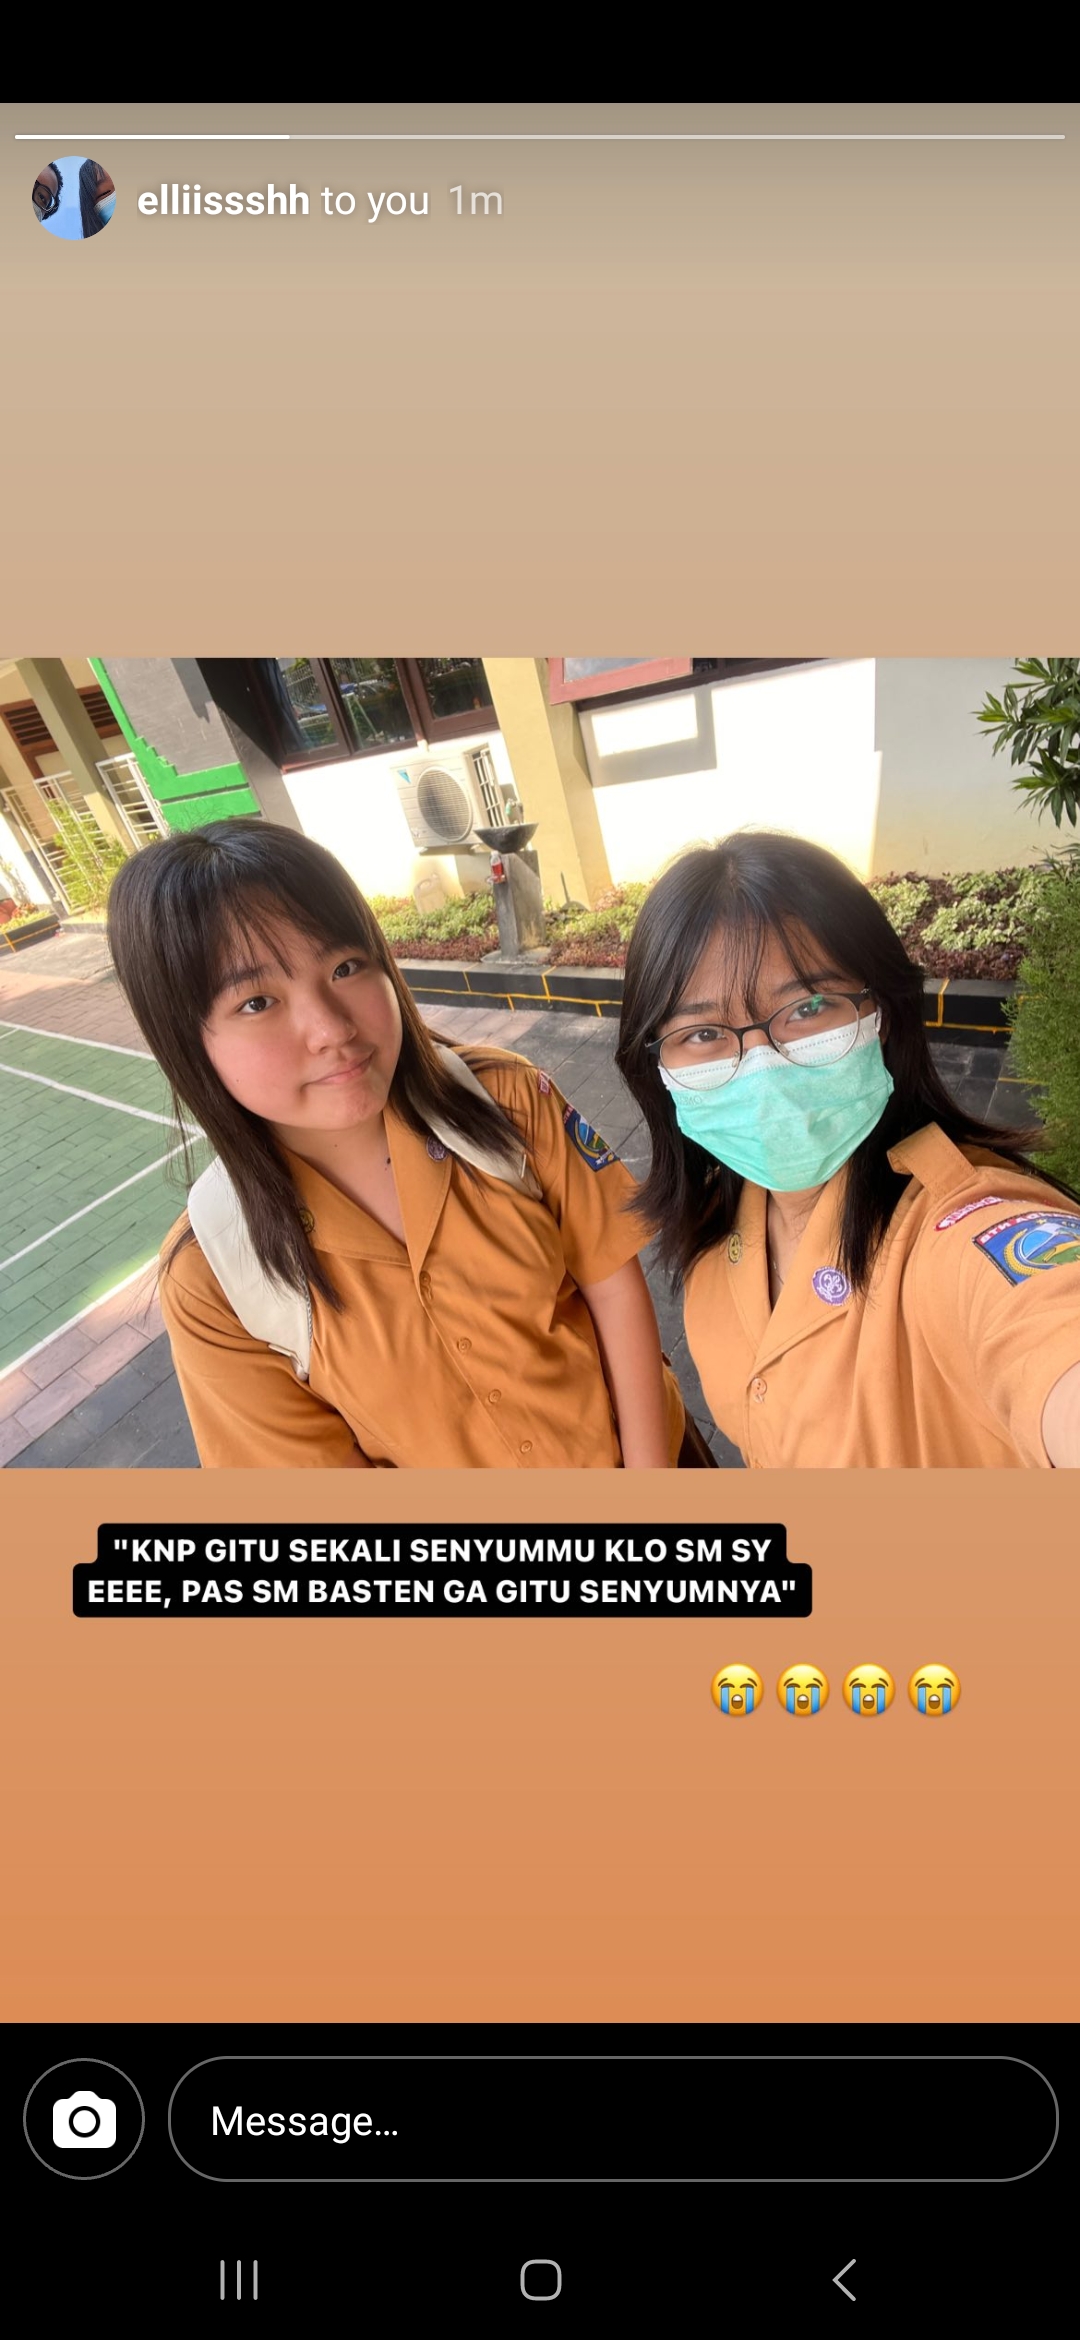 elliissshh to you 1m
"KNP GITU SEKALI SENYUMMU KLO SM SY
EEEE, PAS SM BASTEN GA GITU SENYUMNYA"
😭😭😭😭
Message...